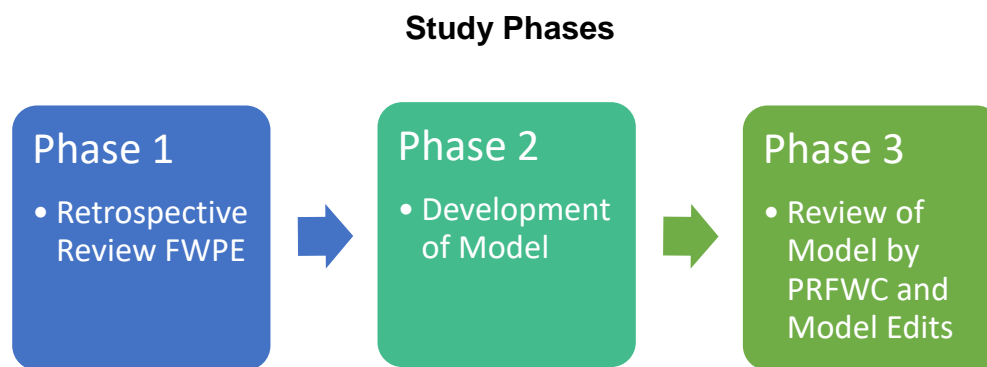 Study Phases
Phase 1
• Retrospective
Review FWPE
Phase 2
• Development
of Model
Phase 3
• Review of
Model by
PRFWC and
Model Edits